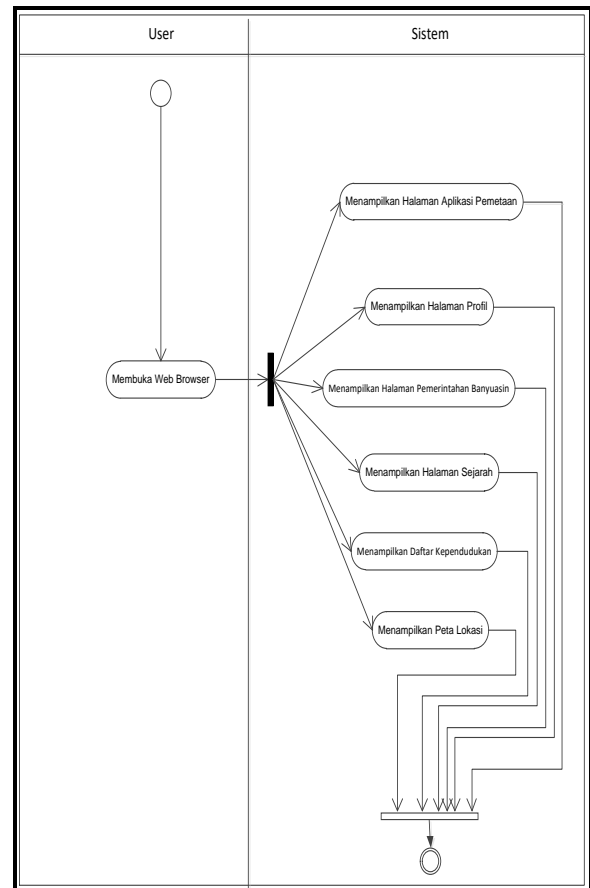 User
Sistem
Menampilkan Halaman Aplikasi Pemetaan
Menampilkan Halaman Profil
Membuka Web Browser
Menampilkan Halaman Pemerintahan Banyuasin
Menampilkan Halaman Sejarah
Menampilkan Daftar Kependudukan
Menampilkan Peta Lokasi